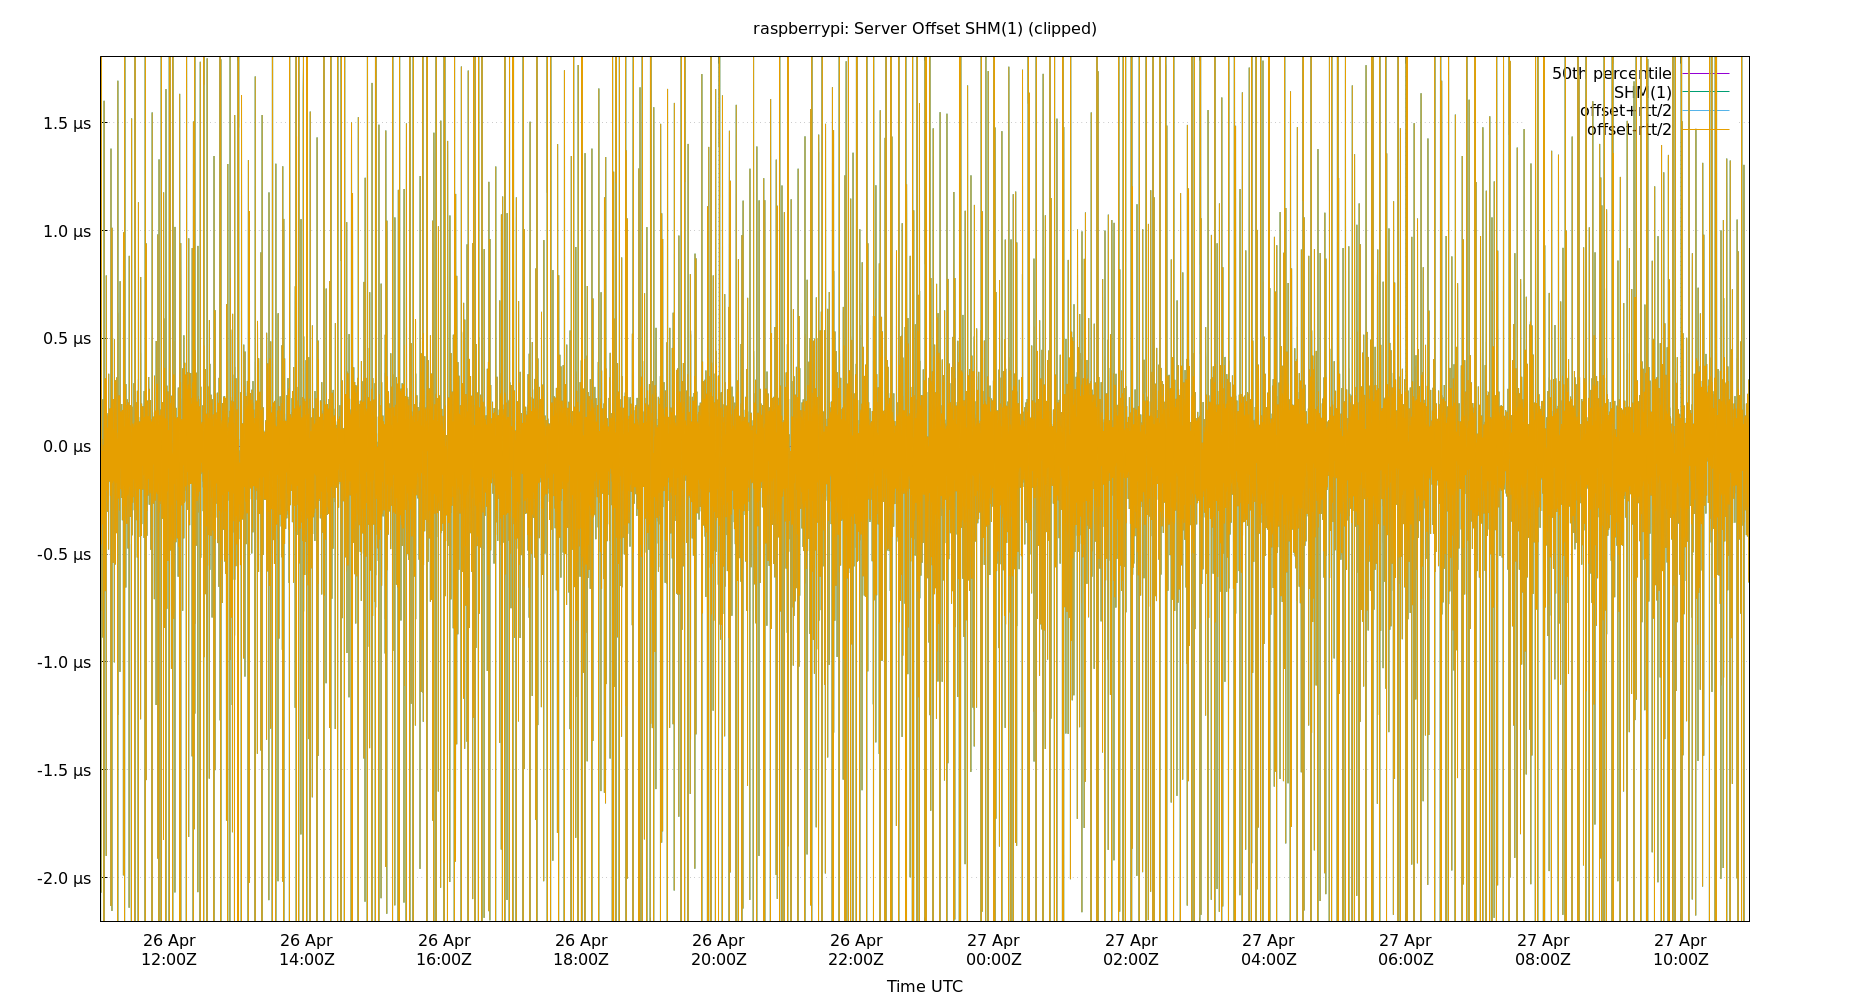 raspberrypi: Server Offset SHM(1) (clipped)
50th percentile
SHM(1)
offset+rtt/2
offset-rtt/2
1.5 µs
1.0 µs
0.5 µs
0.0 µs
-0.5 µs
-1.0 µs
-1.5 µs
-2.0 µs
26 Apr 26 Apr 26 Apr 26 Apr 26 Apr 26 Apr 27 Apr 27 Apr 27 Apr 27 Apr 27 Apr 27 Apr
12:00Z 14:00Z 16:00Z 18:00Z 20:00Z 22:00Z 00:00Z 02:00Z 04:00Z 06:00Z 08:00Z 10:00Z
Time UTC